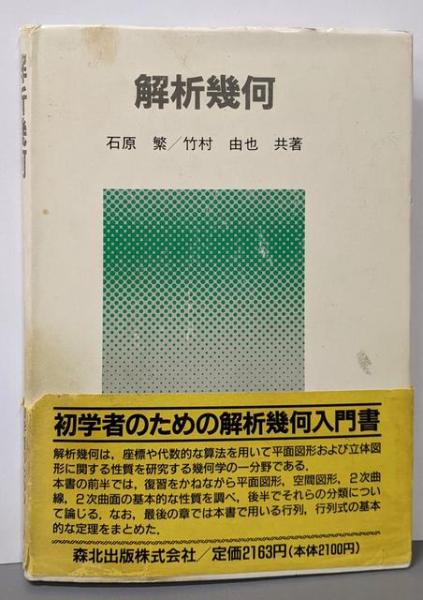 解析幾何
解析幾何
石原 繁／竹村 由也 共著
初学者のための解析幾何入門書
解析幾何は，座標や代数的な算法を用いて平面図形および立体図
形に関する性質を研究する幾何学の一分野である．
本書の前半では，復習をかねながら平面図形，空間図形，2次曲
線，2次曲面の基本的な性質を調べ，後半でそれらの分類につい
て論じる．なお，最後の章では本書で用いる行列，行列式の基本
的な定理をまとめた．
森北出版株式会社／定価2163円（本体2100円）